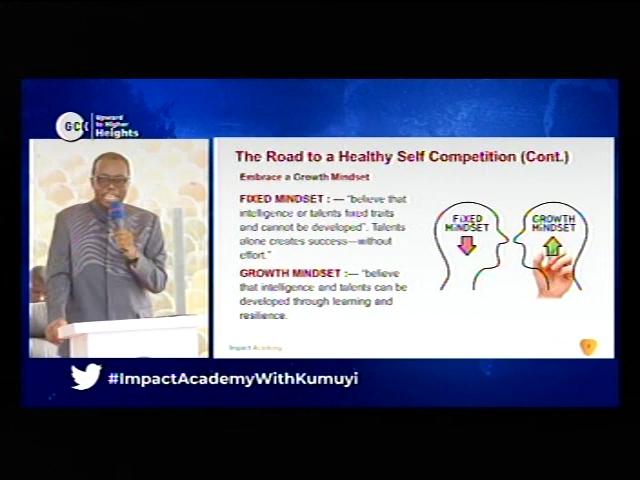 GCK
Upward
to Higher
Heights
The Road to a Healthy Self Competition (Cont.)
Embrace a Growth Mindset
FIXED MINDSET : — "believe that
intelligence or talents fixed traits
and cannot be developed". Talents
alone creates success—without
effort."
GROWTH MINDSET :— "believe
that intelligence and talents can be
developed through learning and
resilience.
FIXED
MINDSET
GROWTH
MINDSET
Impact Academy
#ImpactAcademyWithKumuyi